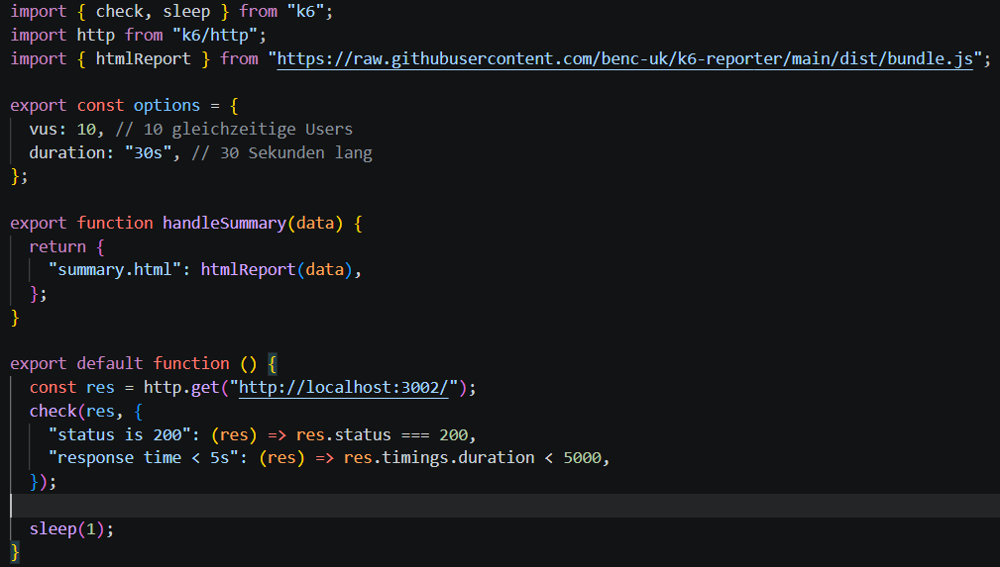 import { check, sleep } from "k6";
import http from "k6/http";
import { htmlReport } from "https://raw.githubusercontent.com/benc-uk/k6-reporter/main/dist/bundle.js";

export const options = {
  vus: 10, // 10 gleichzeitige Users
  duration: "30s", // 30 Sekunden lang
};

export function handleSummary(data) {
  return {
    "summary.html": htmlReport(data),
  };
}

export default function () {
  const res = http.get("http://localhost:3002/");
  check(res, {
    "status is 200": (res) => res.status === 200,
    "response time < 5s": (res) => res.timings.duration < 5000,
  });

  sleep(1);
}